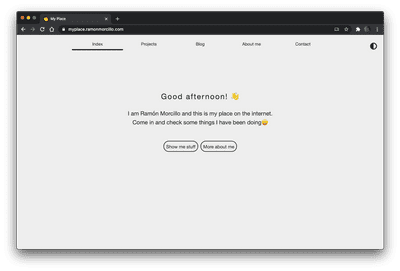 My Place
myplace.ramonmorcillo.com
Index
Projects
Blog
About me
Contact
Good afternoon! 👋
I am Ramón Morcillo and this is my place on the internet.
Come in and check some things I have been doing😄
Show me stuff
More about me